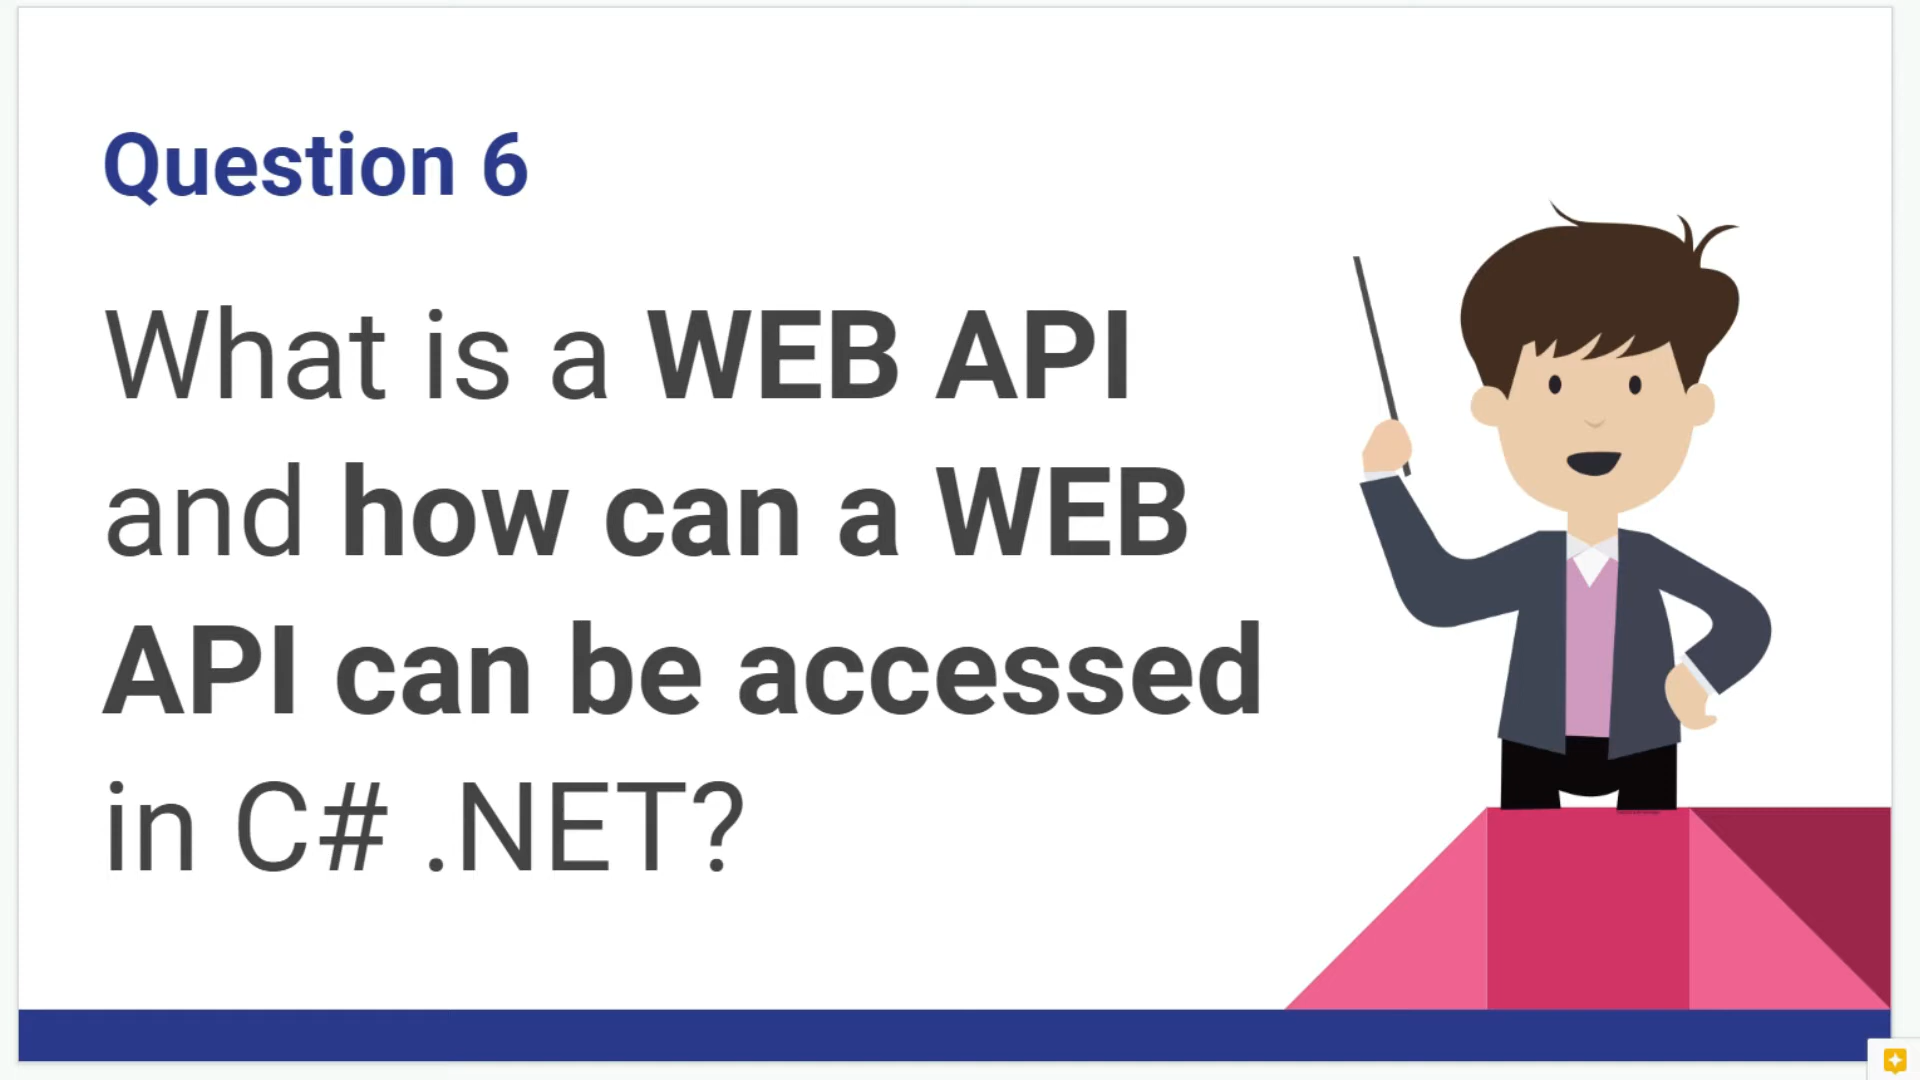 Question 6
What is a WEB API
and how can a WEB
API can be accessed
in C# .NET?